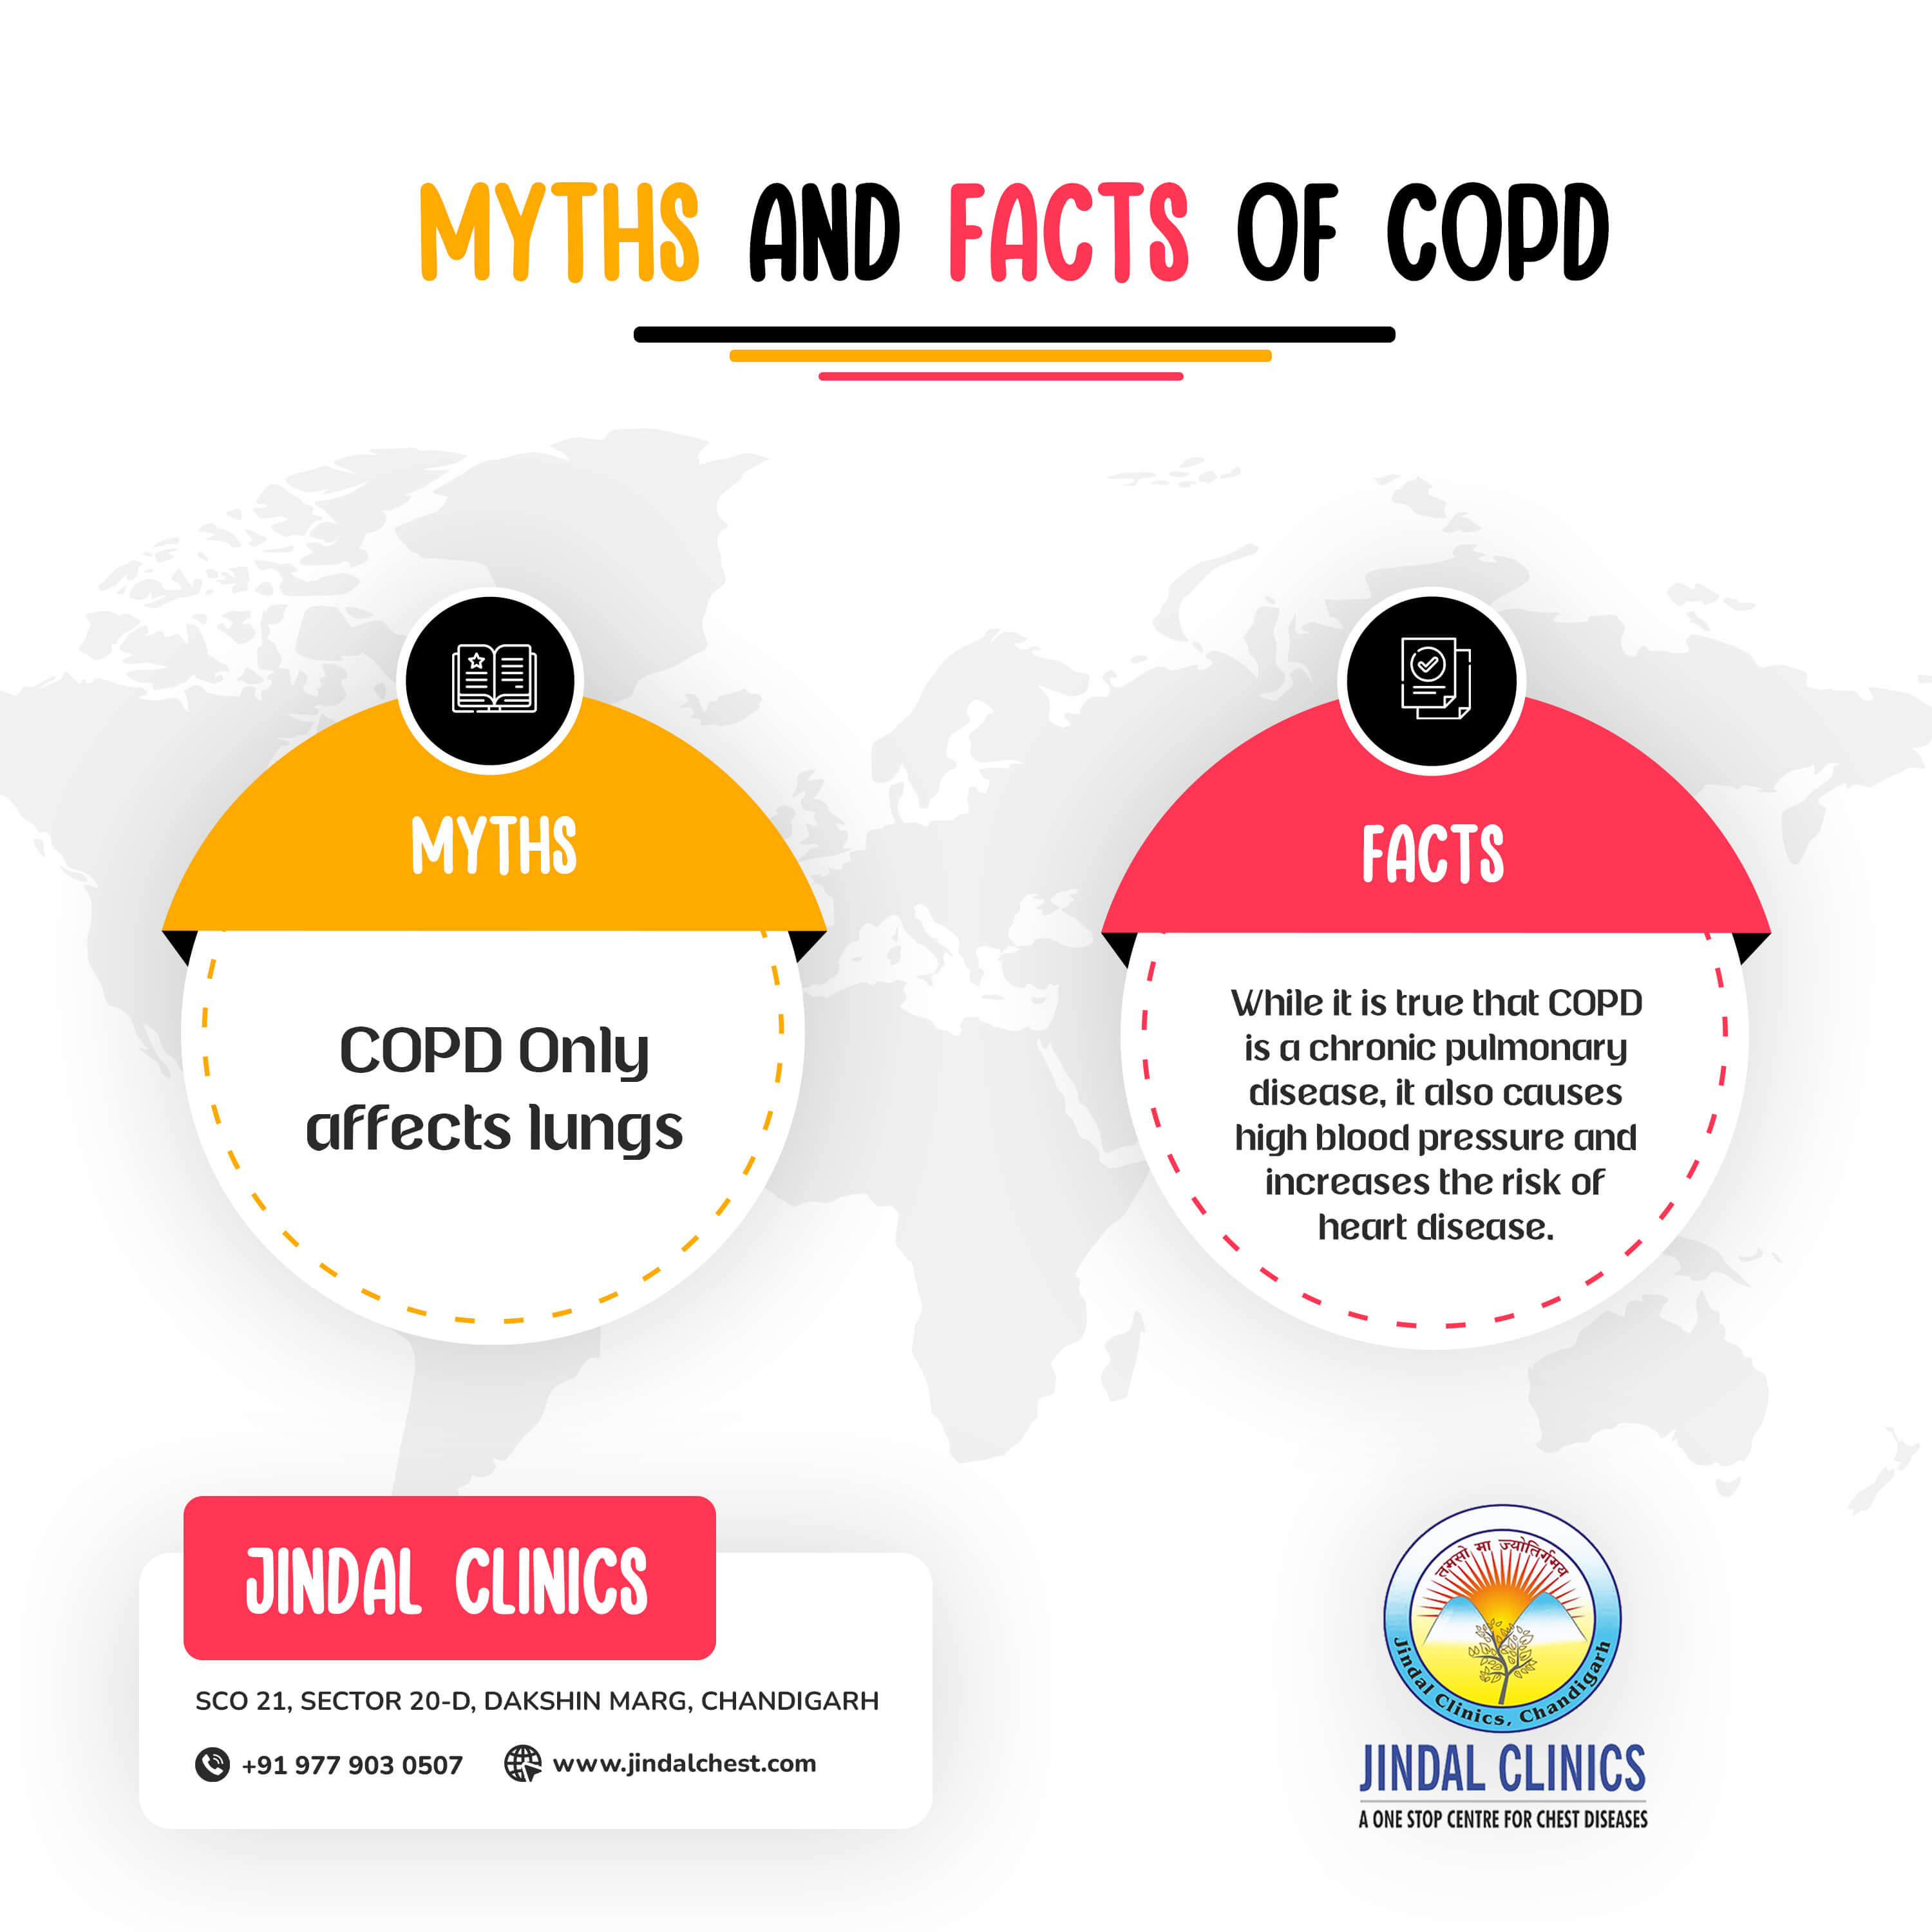 MYTHS AND FACTS OF COPD
MYTHS
COPD Only
affects lungs
FACTS
While it is true that COPD
is a chronic pulmonary
disease, it also causes
high blood pressure and
increases the risk of
heart disease.
JINDAL CLINICS
SCO 21, SECTOR 20-D, DAKSHIN MARG, CHANDIGARH
+91 977 903 0507
www.jindalchest.com
तमसो मा ज्योतिर्गमय
Jindal Clinics, Chandigarh
JINDAL CLINICS
A ONE STOP CENTRE FOR CHEST DISEASES